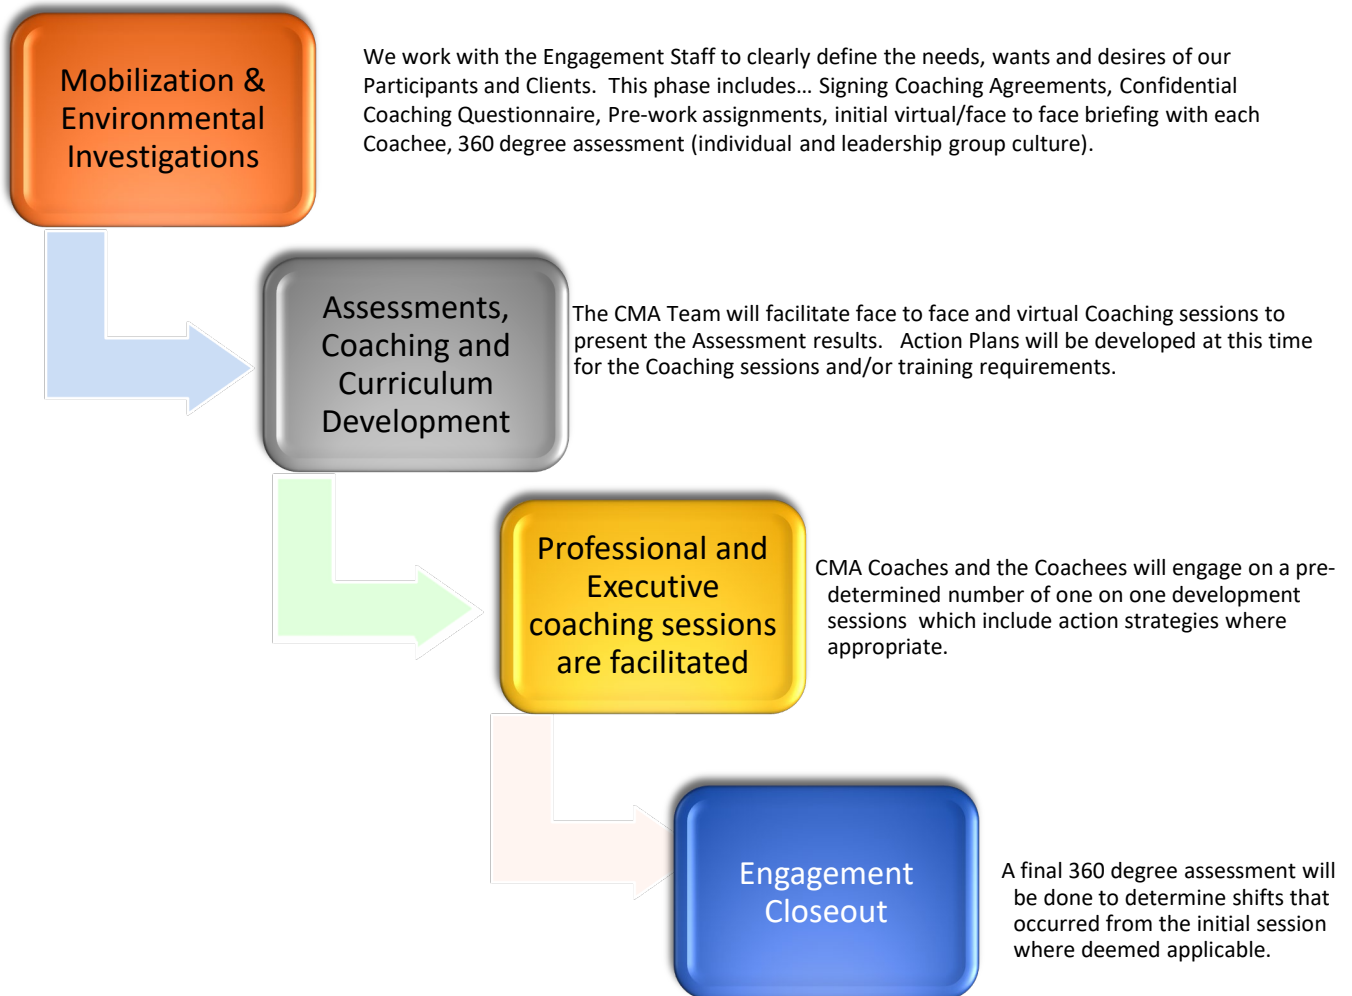 Mobilization &
Environmental
Investigations
We work with the Engagement Staff to clearly define the needs, wants and desires of our
Participants and Clients.  This phase includes… Signing Coaching Agreements, Confidential
Coaching Questionnaire, Pre-work assignments, initial virtual/face to face briefing with each
Coachee, 360 degree assessment (individual and leadership group culture).
Assessments,
Coaching and
Curriculum
Development
The CMA Team will facilitate face to face and virtual Coaching sessions to
present the Assessment results.   Action Plans will be developed at this time
for the Coaching sessions and/or training requirements.
Professional and
Executive
coaching sessions
are facilitated
CMA Coaches and the Coachees will engage on a pre-
determined number of one on one development
sessions  which include action strategies where
appropriate.
Engagement
Closeout
A final 360 degree assessment will
be done to determine shifts that
occurred from the initial session
where deemed applicable.